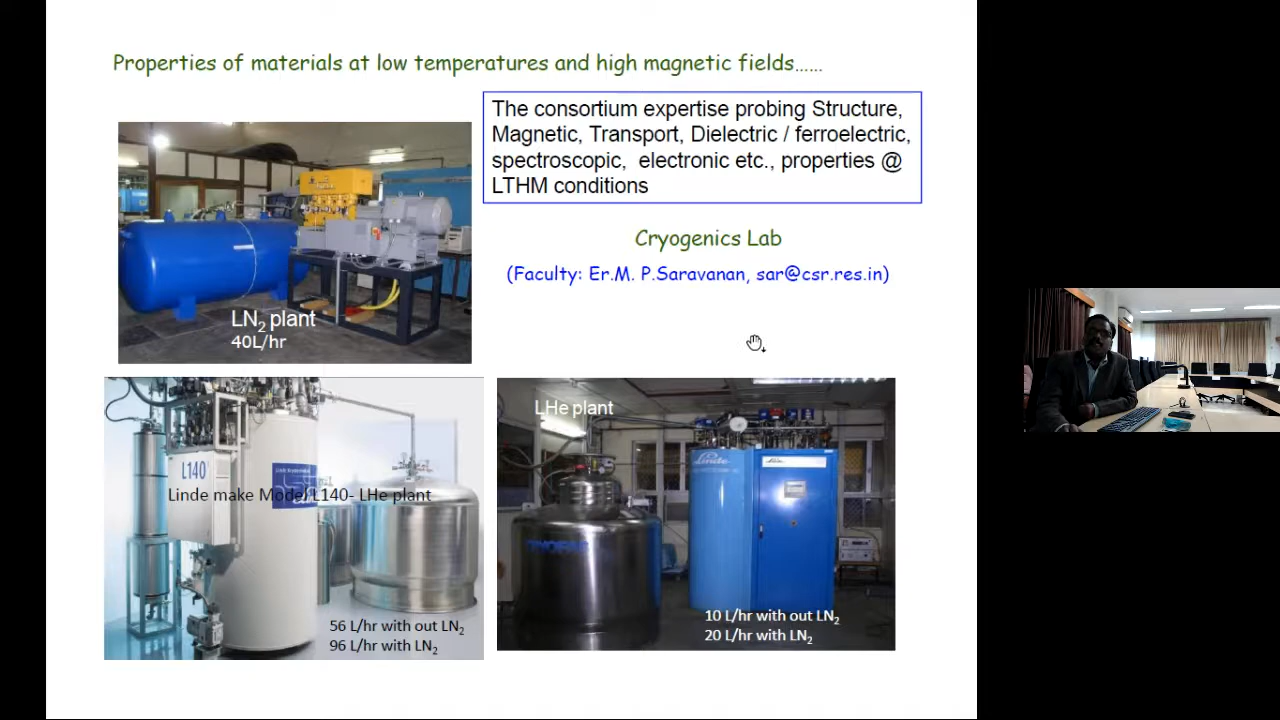 Properties of materials at low temperatures and high magnetic fields......
The consortium expertise probing Structure,
Magnetic, Transport, Dielectric / ferroelectric,
spectroscopic, electronic etc., properties @
LTHM conditions
Cryogenics Lab
(Faculty: Er.M. P.Saravanan, sar@csr.res.in)
LN2 plant
40L/hr
L140
Linde make Model L140- LHe plant
56 L/hr with out LN2
96 L/hr with LN2
LHe plant
Linde
10 L/hr with out LN2
20 L/hr with LN2